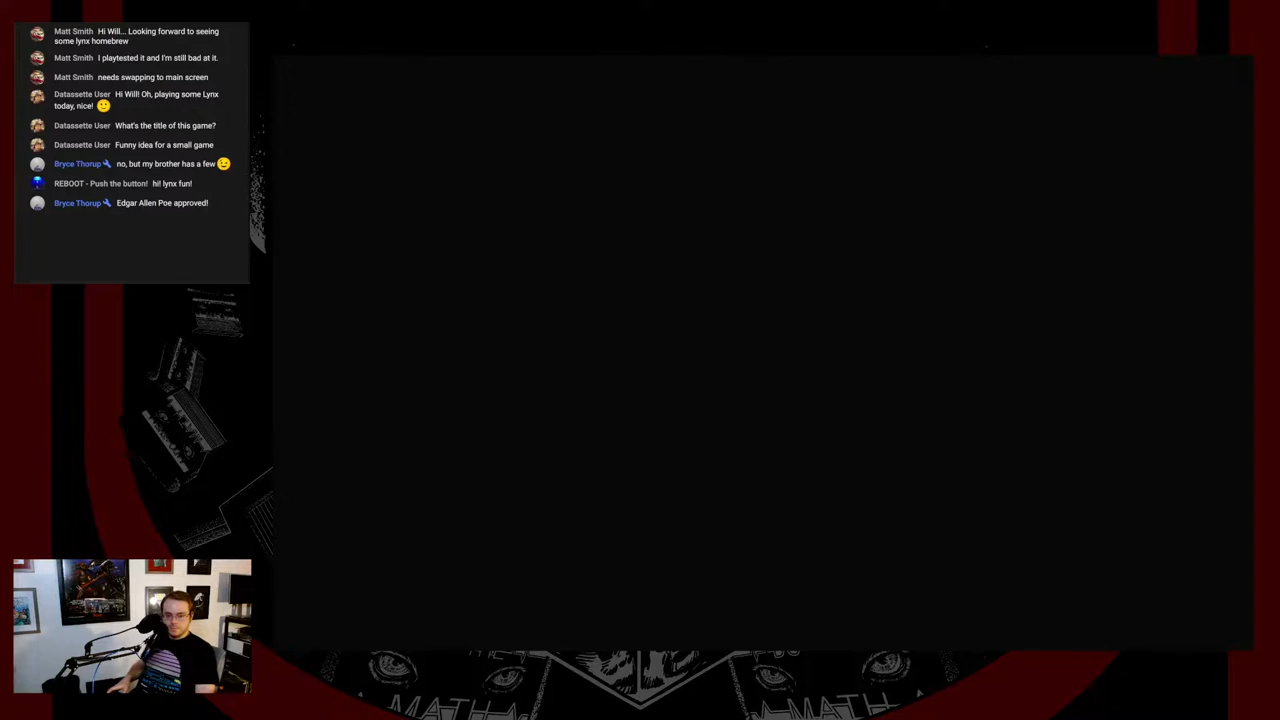 Matt Smith Hi Will... Looking forward to seeing
some lynx homebrew
Matt Smith I playtested it and I'm still bad at it.
Matt Smith needs swapping to main screen
Datassette User Hi Will! Oh, playing some Lynx
today, nice! 🙂
Datassette User What's the title of this game?
Datassette User Funny idea for a small game
Bryce Thorup no, but my brother has a few 😉
REBOOT - Push the button! hi! lynx fun!
Bryce Thorup Edgar Allen Poe approved!